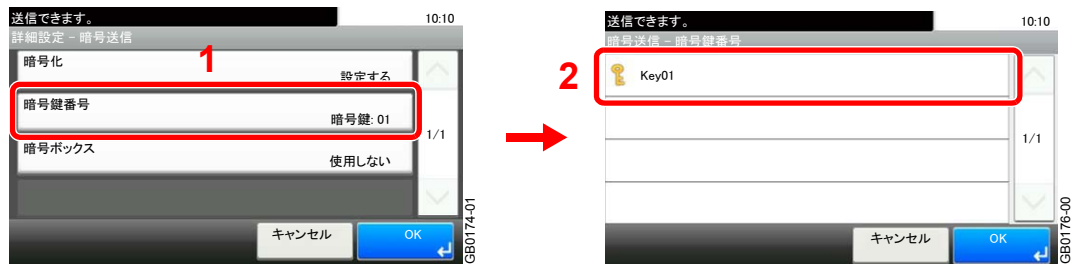 送信できます。
10:10
詳細設定 - 暗号送信
1
暗号化
設定する
暗号鍵番号
暗号鍵: 01
1/1
暗号ボックス
使用しない
キャンセル
OK
GB0174-01
送信できます。
10:10
暗号送信 - 暗号鍵番号
2
Key01
1/1
キャンセル
OK
GB0176-00